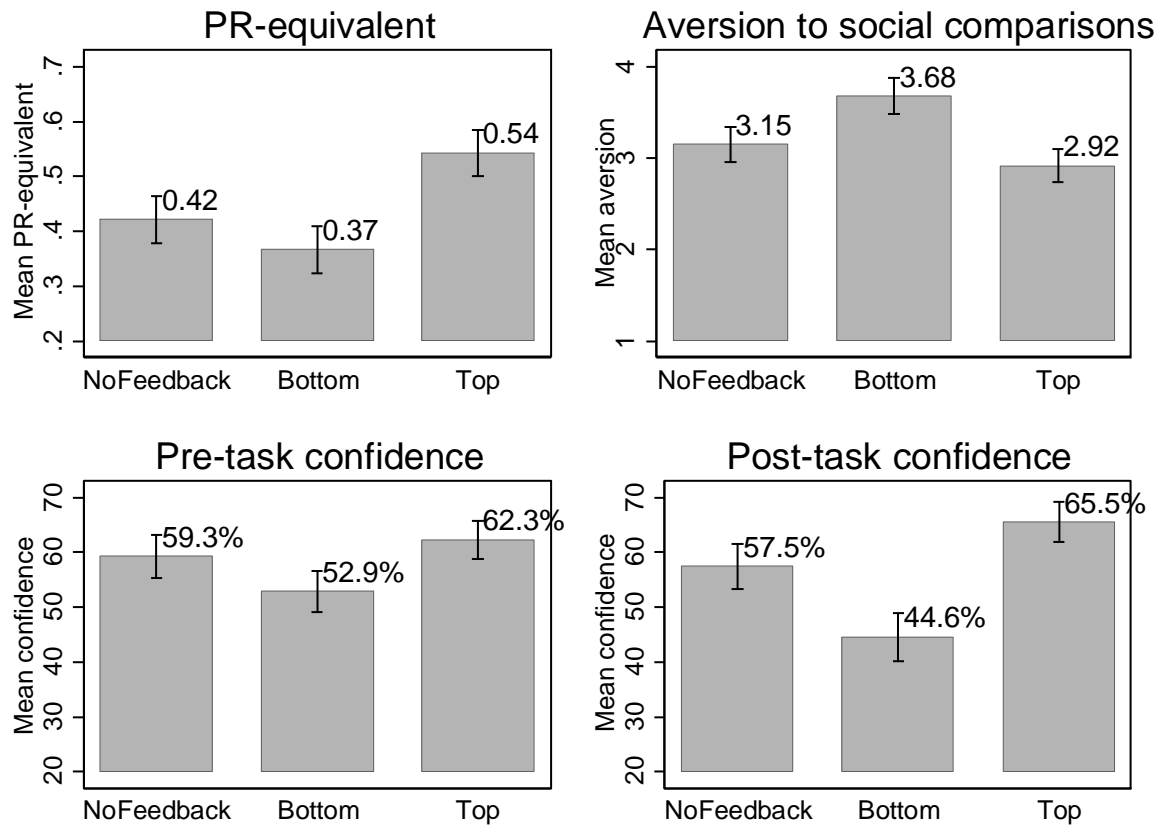 PR-equivalent
Mean PR-equivalent
.7
.6
.5
.4
.3
.2
0.42
0.37
0.54
NoFeedback Bottom Top
Aversion to social comparisons
Mean aversion
4
3
2
1
3.15
3.68
2.92
NoFeedback Bottom Top
Pre-task confidence
Mean confidence
70
60
50
40
30
20
59.3%
52.9%
62.3%
NoFeedback Bottom Top
Post-task confidence
Mean confidence
70
60
50
40
30
20
57.5%
44.6%
65.5%
NoFeedback Bottom Top